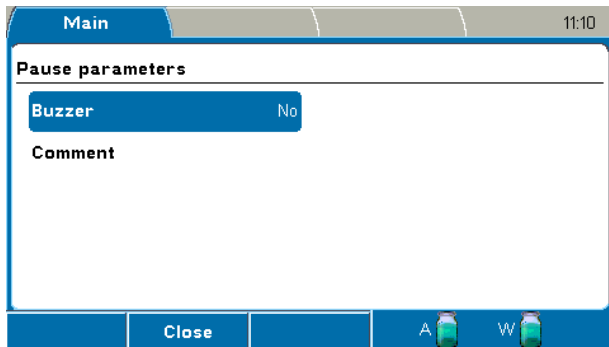 Main 11:10
Pause parameters
Buzzer No
Comment
Close A W